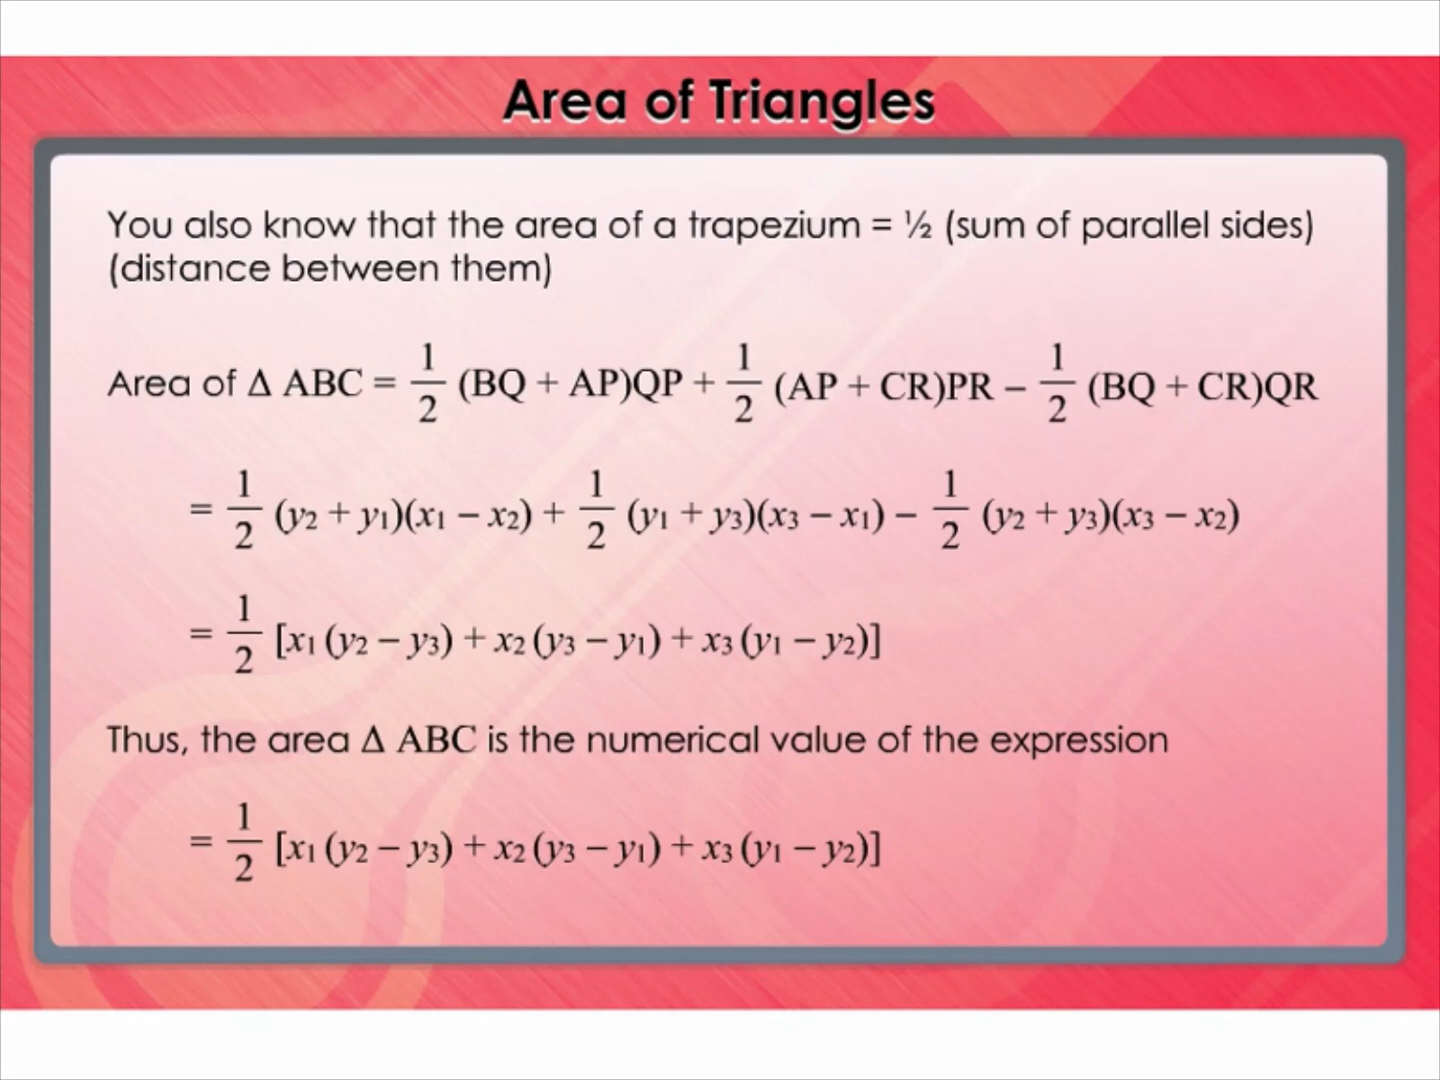 Area of Triangles
You also know that the area of a trapezium = ½ (sum of parallel sides)
(distance between them)
Area of Δ ABC = 1/2 (BQ + AP)QP + 1/2 (AP + CR)PR – 1/2 (BQ + CR)QR
= 1/2 (y2 + y1)(x1 – x2) + 1/2 (y1 + y3)(x3 – x1) – 1/2 (y2 + y3)(x3 – x2)
= 1/2 [x1 (y2 – y3) + x2 (y3 – y1) + x3 (y1 – y2)]
Thus, the area Δ ABC is the numerical value of the expression
= 1/2 [x1 (y2 – y3) + x2 (y3 – y1) + x3 (y1 – y2)]